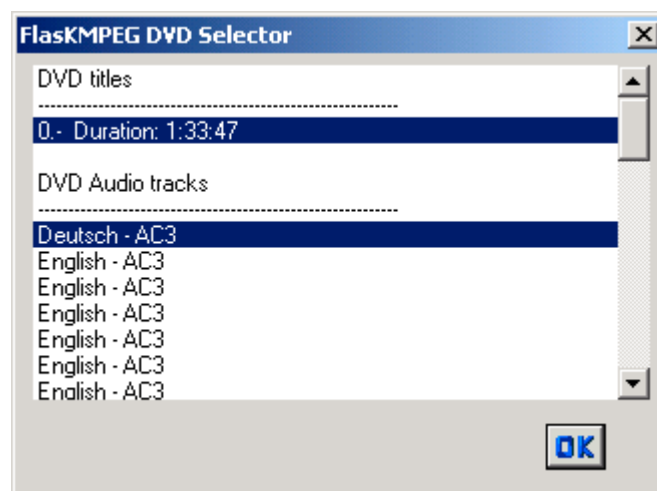 FlasKMPEG DVD Selector
DVD titles
------------------------------------------------------------
0.- Duration: 1:33:47
DVD Audio tracks
------------------------------------------------------------
Deutsch - AC3
English - AC3
English - AC3
English - AC3
English - AC3
English - AC3
English - AC3
OK